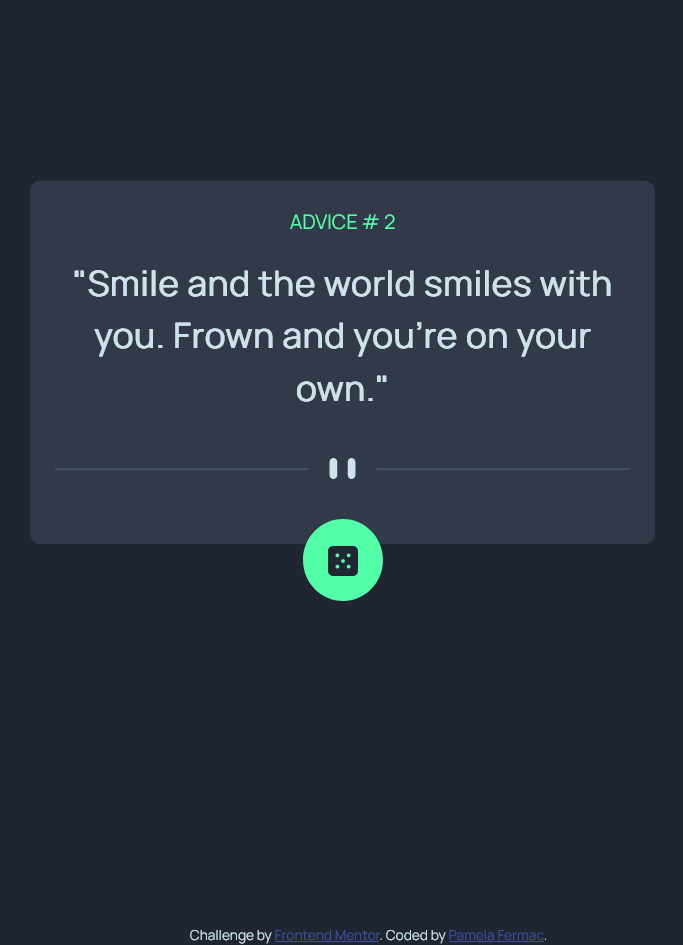 ADVICE # 2
"Smile and the world smiles with
you. Frown and you're on your
own."
Challenge by Frontend Mentor. Coded by Pamela Fermac.